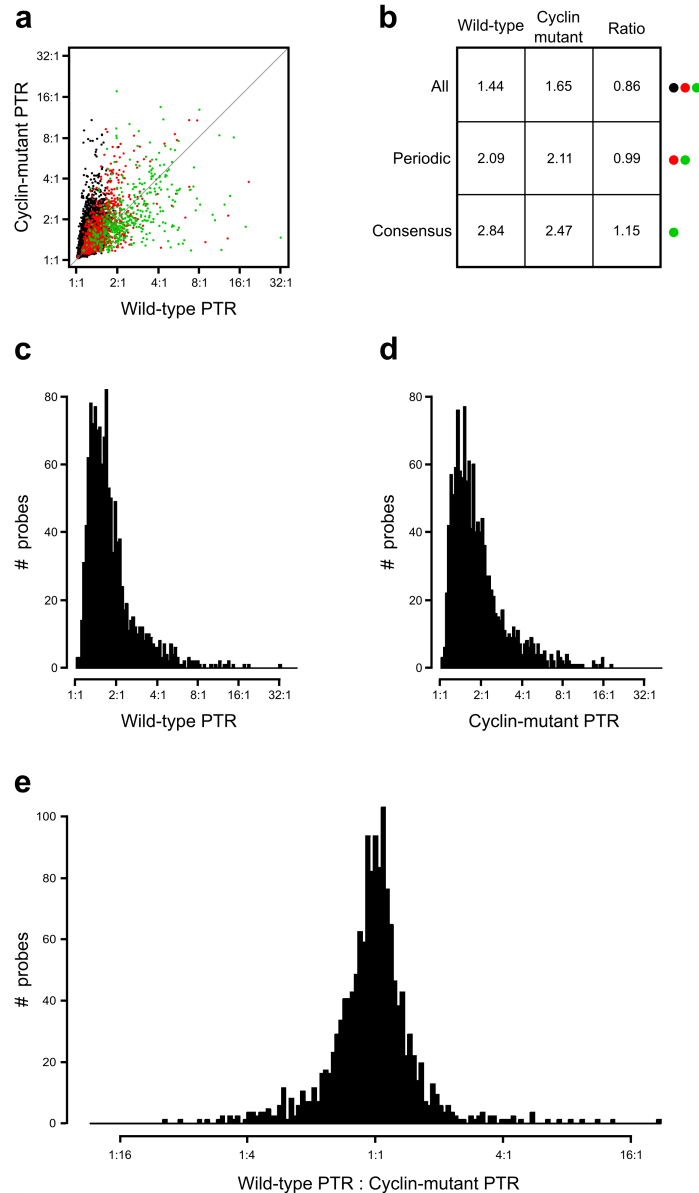 a
Cyclin-mutant PTR
32:1
16:1
8:1
4:1
2:1
1:1
1:1 2:1 4:1 8:1 16:1 32:1
Wild-type PTR
b
Wild-type Cyclin mutant Ratio
All 1.44 1.65 0.86
Periodic 2.09 2.11 0.99
Consensus 2.84 2.47 1.15
c
# probes
80
60
40
20
0
1:1 2:1 4:1 8:1 16:1 32:1
Wild-type PTR
d
# probes
80
60
40
20
0
1:1 2:1 4:1 8:1 16:1 32:1
Cyclin-mutant PTR
e
# probes
100
80
60
40
20
0
1:16 1:4 1:1 4:1 16:1
Wild-type PTR : Cyclin-mutant PTR